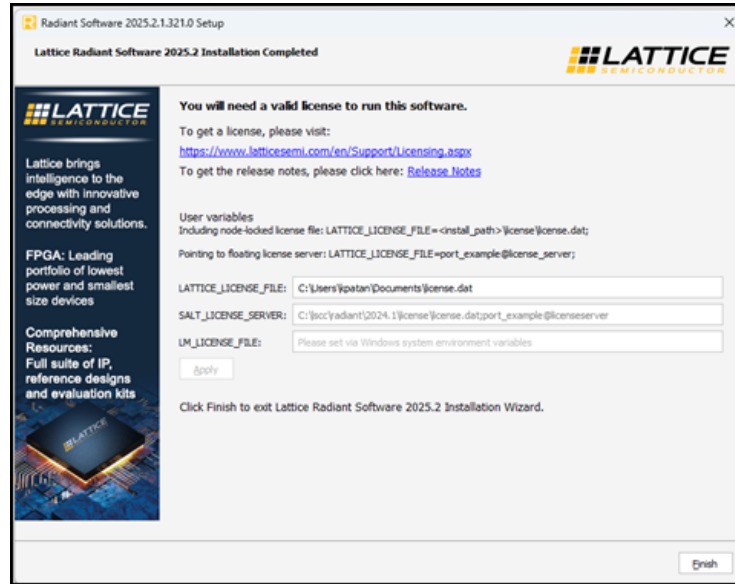 Radiant Software 2025.2.1.321.0 Setup
Lattice Radiant Software 2025.2 Installation Completed
LATTICE
SEMICONDUCTOR
LATTICE
SEMICONDUCTOR
Lattice brings
intelligence to the
edge with innovative
processing and
connectivity solutions.
FPGA: Leading
portfolio of lowest
power and smallest
size devices
Comprehensive
Resources:
Full suite of IP,
reference designs
and evaluation kits
LATTICE
You will need a valid license to run this software.
To get a license, please visit:
https://www.latticesemi.com/en/Support/Licensing.aspx
To get the release notes, please click here: Release Notes
User variables
Including node-locked license file: LATTICE_LICENSE_FILE=<install_path>\license\license.dat;
Pointing to floating license server: LATTICE_LICENSE_FILE=port_example@license_server;
LATTICE_LICENSE_FILE: C:\Users\kpatan\Documents\license.dat
SALT_LICENSE_SERVER: C:\lscc\radiant\2024.1\license\license.dat;port_example@licenseserver
LM_LICENSE_FILE: Please set via Windows system environment variables
Apply
Click Finish to exit Lattice Radiant Software 2025.2 Installation Wizard.
Finish